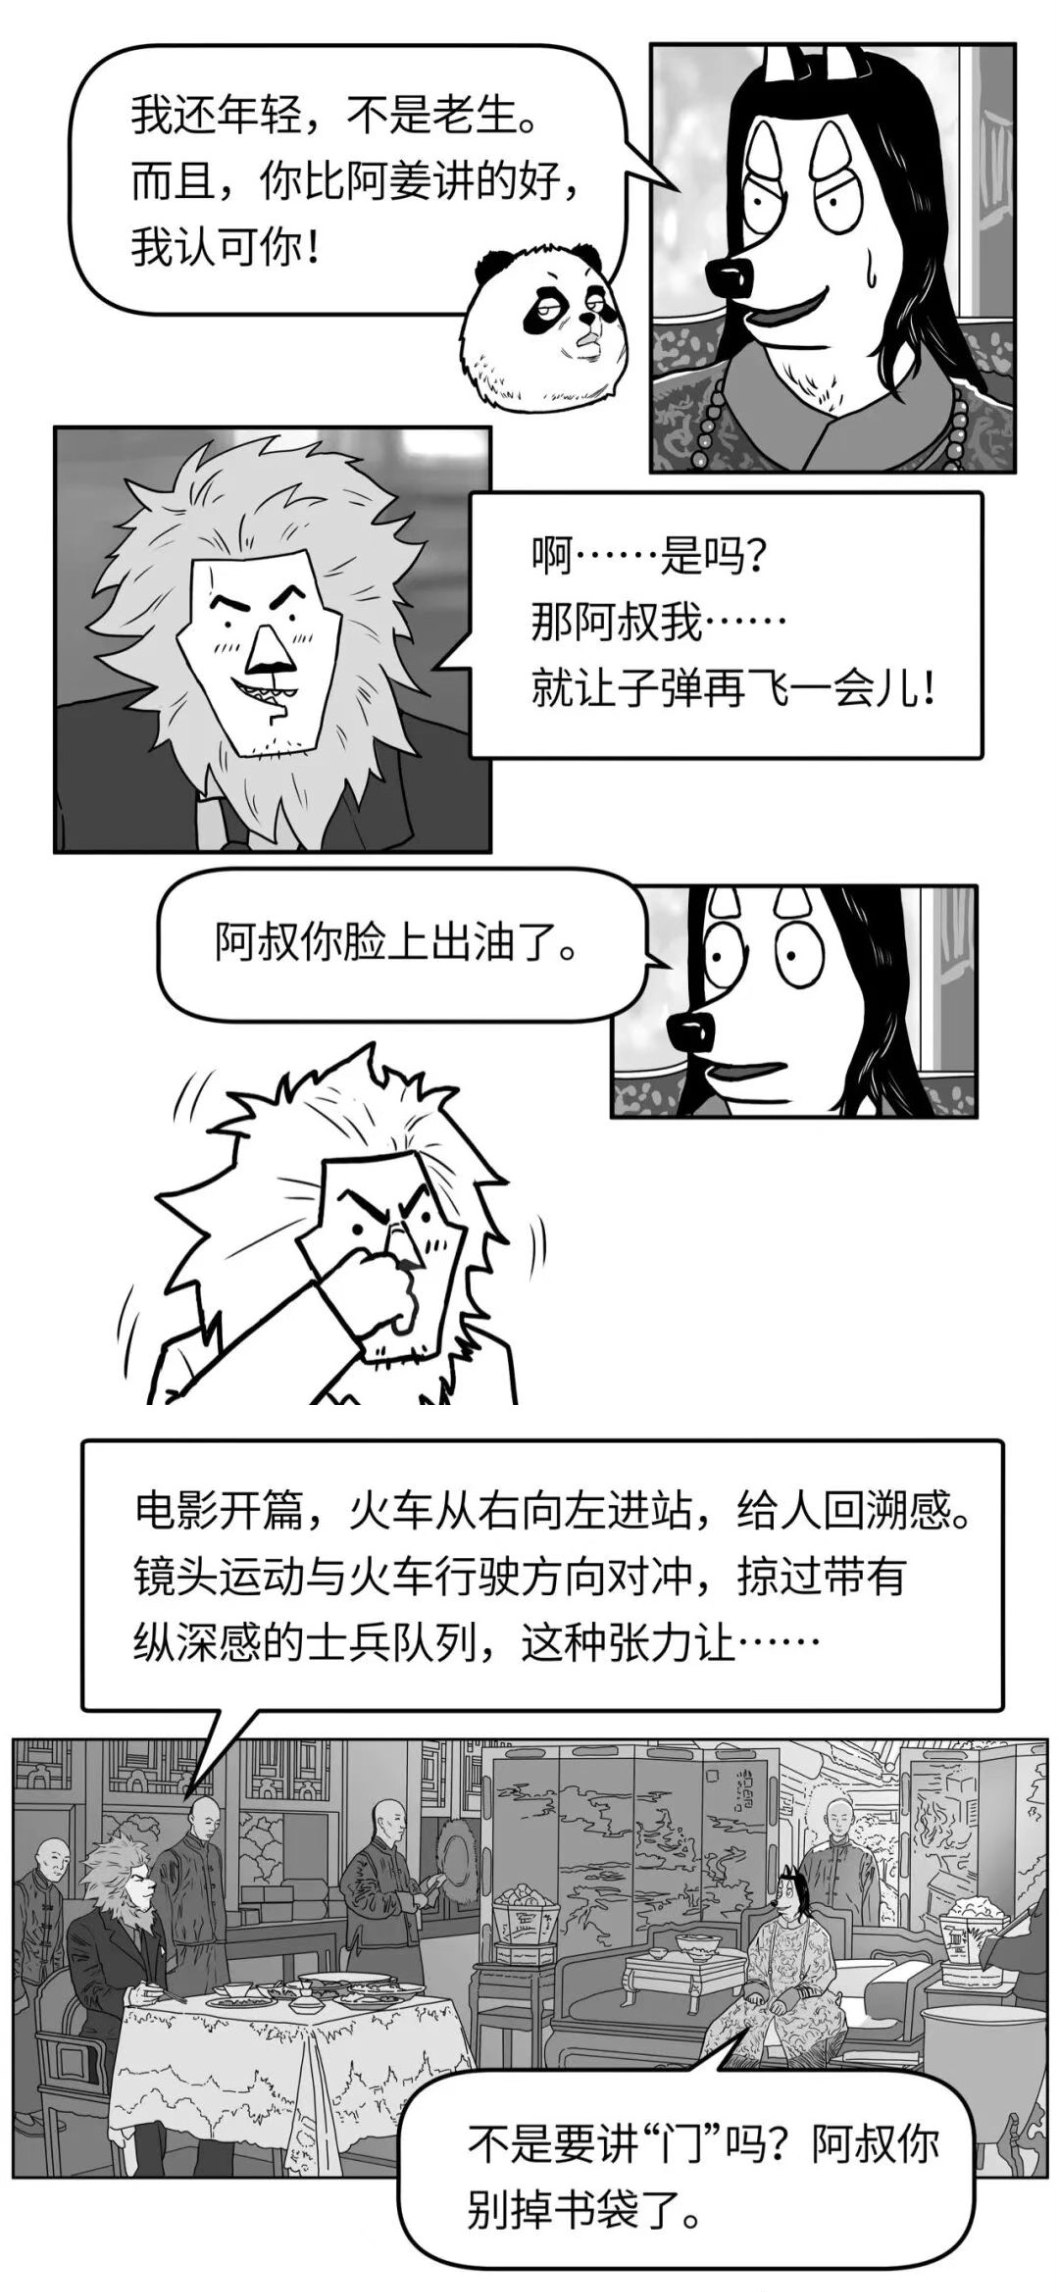 我还年轻，不是老生。
而且，你比阿姜讲的好，
我认可你！
啊……是吗？
那阿叔我……
就让子弹再飞一会儿！
阿叔你脸上出油了。
电影开篇，火车从右向左进站，给人回溯感。
镜头运动与火车行驶方向对冲，掠过带有
纵深感的士兵队列，这种张力让……
不是要讲“门”吗？阿叔你
别掉书袋了。